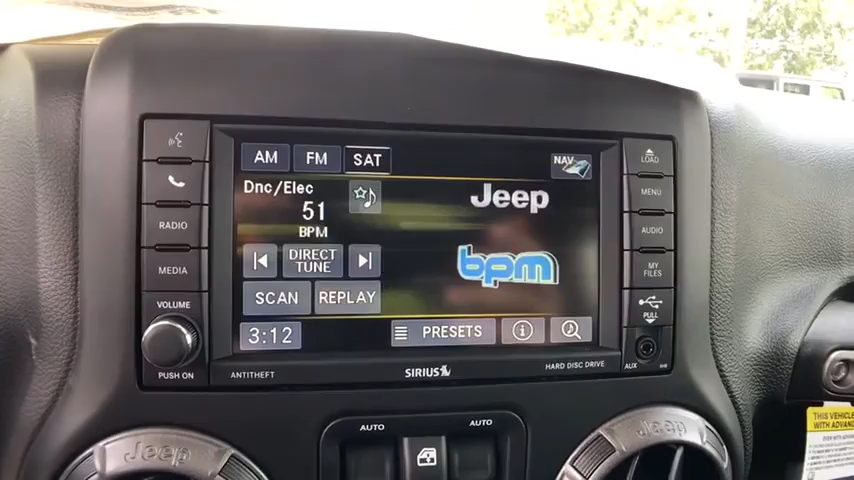 AM FM SAT NAV LOAD
Dnc/Elec Jeep MENU
51
BPM
RADIO AUDIO
DIRECT
TUNE
bpm
MEDIA MY
FILES
SCAN REPLAY
VOLUME PULL
3:12 PRESETS i
PUSH ON ANTITHEFT SIRIUS HARD DISC DRIVE AUX
AUTO AUTO
Jeep Jeep
THIS VEHICLE
WITH ADVANC